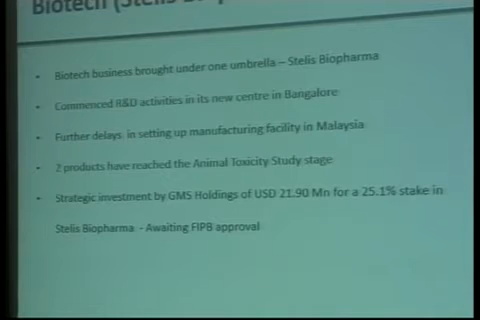 Biotech (Stelis
• Biotech business brought under one umbrella – Stelis Biopharma
• Commenced R&D activities in its new centre in Bangalore
• Further delays in setting up manufacturing facility in Malaysia
• 2 products have reached the Animal Toxicity Study stage
• Strategic investment by GMS Holdings of USD 21.90 Mn for a 25.1% stake in
Stelis Biopharma - Awaiting FIPB approval